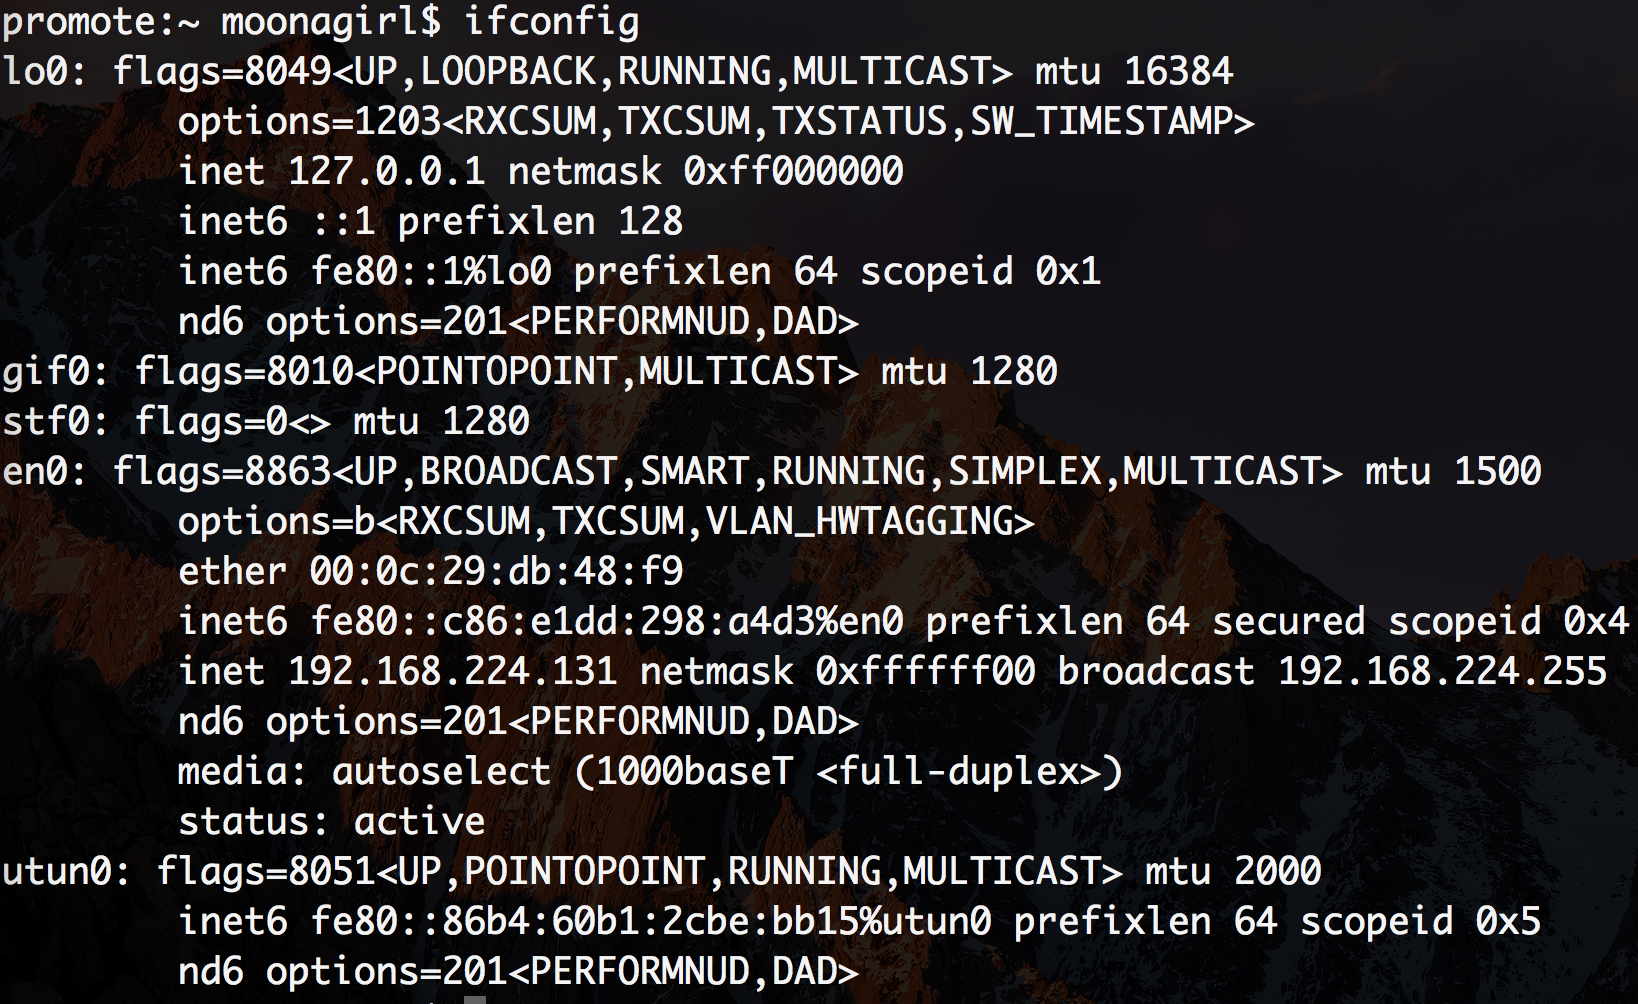 promote:~ moonagirl$ ifconfig
lo0: flags=8049<UP,LOOPBACK,RUNNING,MULTICAST> mtu 16384
options=1203<RXCSUM,TXCSUM,TXSTATUS,SW_TIMESTAMP>
inet 127.0.0.1 netmask 0xff000000
inet6 ::1 prefixlen 128
inet6 fe80::1%lo0 prefixlen 64 scopeid 0x1
nd6 options=201<PERFORMNUD,DAD>
gif0: flags=8010<POINTOPOINT,MULTICAST> mtu 1280
stf0: flags=0<> mtu 1280
en0: flags=8863<UP,BROADCAST,SMART,RUNNING,SIMPLEX,MULTICAST> mtu 1500
options=b<RXCSUM,TXCSUM,VLAN_HWTAGGING>
ether 00:0c:29:db:48:f9
inet6 fe80::c86:e1dd:298:a4d3%en0 prefixlen 64 secured scopeid 0x4
inet 192.168.224.131 netmask 0xffffff00 broadcast 192.168.224.255
nd6 options=201<PERFORMNUD,DAD>
media: autoselect (1000baseT <full-duplex>)
status: active
utun0: flags=8051<UP,POINTOPOINT,RUNNING,MULTICAST> mtu 2000
inet6 fe80::86b4:60b1:2cbe:bb15%utun0 prefixlen 64 scopeid 0x5
nd6 options=201<PERFORMNUD,DAD>